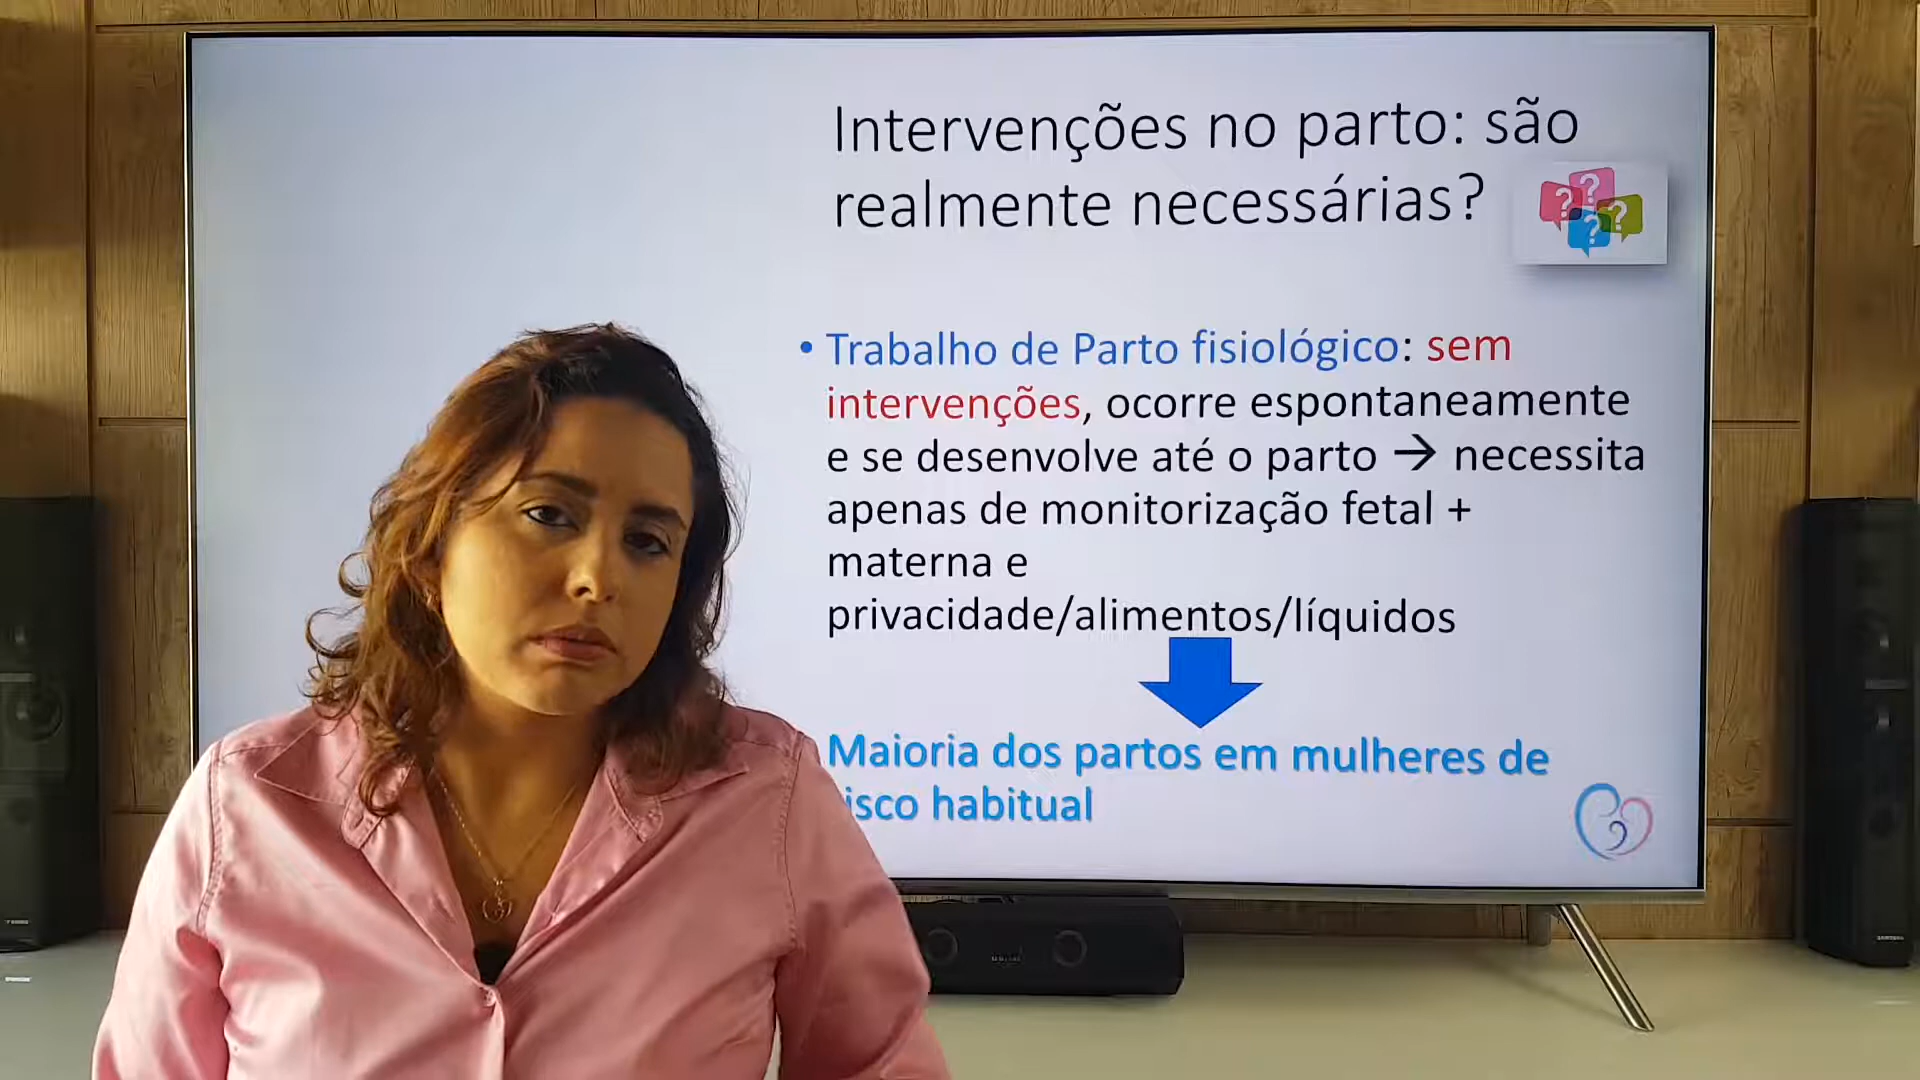 Intervenções no parto: são
realmente necessárias?
• Trabalho de Parto fisiológico: sem
intervenções, ocorre espontaneamente
e se desenvolve até o parto → necessita
apenas de monitorização fetal +
materna e
privacidade/alimentos/líquidos
Maioria dos partos em mulheres de
habitual